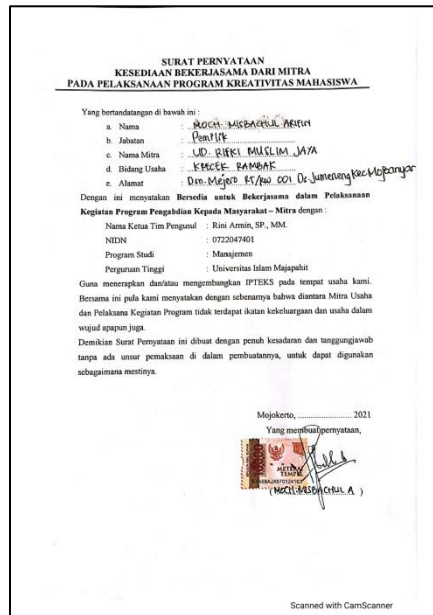 SURAT PERNYATAAN
KESEDIAAN BEKERJASAMA DARI MITRA
PADA PELAKSANAAN PROGRAM KREATIVITAS MAHASISWA
Yang bertandatangan di bawah ini :
a. Nama : MOCH. MISBACHUL ARIFIN
b. Jabatan : Pemilik
c. Nama Mitra : UD. RIFKI MUSLIM JAYA
d. Bidang Usaha : KRECEK RAMBAK
e. Alamat : Dsn. Mejero RT/RW 001 Ds. Jumeneng Kec. Mojoanyar
Dengan ini menyatakan Bersedia untuk Bekerjasama dalam Pelaksanaan
Kegiatan Program Pengabdian Kepada Masyarakat – Mitra dengan :
Nama Ketua Tim Pengusul : Rini Armin, SP., MM.
NIDN : 0722047401
Program Studi : Manajemen
Perguruan Tinggi : Universitas Islam Majapahit
Guna menerapkan dan/atau mengembangkan IPTEKS pada tempat usaha kami.
Bersama ini pula kami menyatakan dengan sebenarnya bahwa diantara Mitra Usaha
dan Pelaksana Kegiatan Program tidak terdapat ikatan kekeluargaan dan usaha dalam
wujud apapun juga.
Demikian Surat Pernyataan ini dibuat dengan penuh kesadaran dan tanggungjawab
tanpa ada unsur pemaksaan di dalam pembuatannya, untuk dapat digunakan
sebagaimana mestinya.
Mojokerto, ........................ 2021
Yang membuat pernyataan,
METERAI
TEMPEL
( MOCH. MISBACHUL A )
Scanned with CamScanner